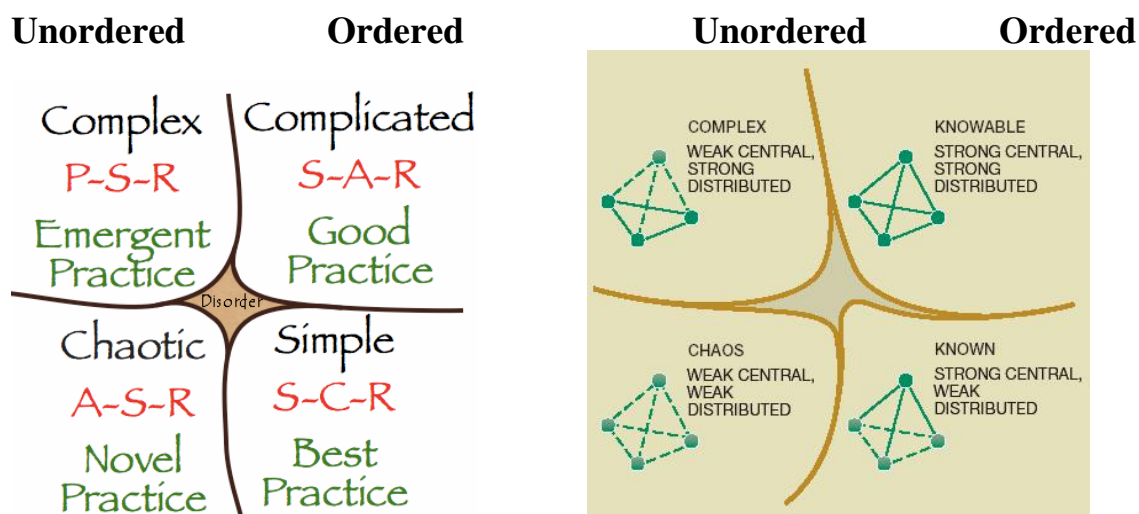 Unordered Ordered
Complex
P-S-R
Emergent
Practice
Complicated
S-A-R
Good
Practice
Disorder
Chaotic
A-S-R
Novel
Practice
Simple
S-C-R
Best
Practice
Unordered Ordered
COMPLEX
WEAK CENTRAL,
STRONG
DISTRIBUTED
KNOWABLE
STRONG CENTRAL,
STRONG
DISTRIBUTED
CHAOS
WEAK CENTRAL,
WEAK
DISTRIBUTED
KNOWN
STRONG CENTRAL,
WEAK
DISTRIBUTED